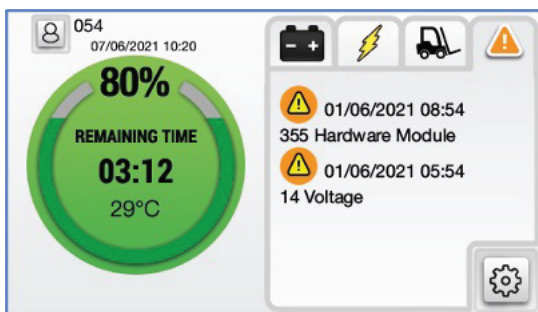 054
07/06/2021 10:20
80%
REMAINING TIME
03:12
29°C
01/06/2021 08:54
355 Hardware Module
01/06/2021 05:54
14 Voltage